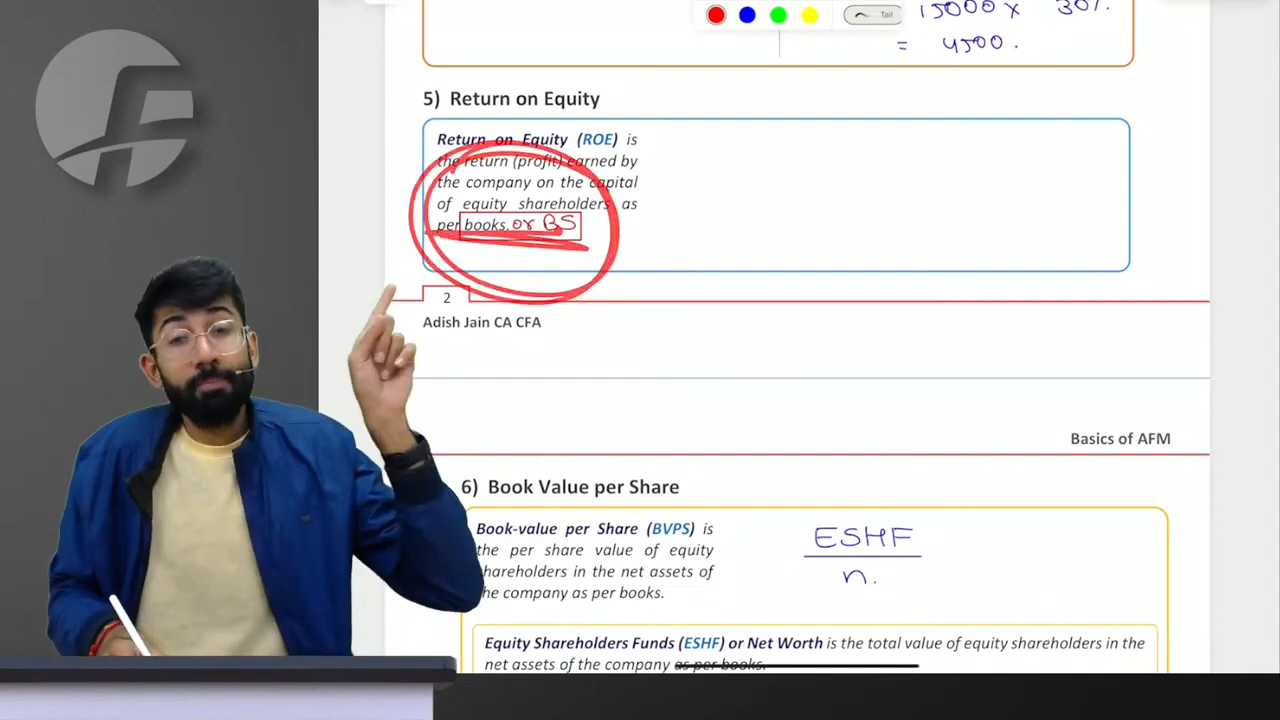 Tail
15000 x 30%.
= 4500.
5) Return on Equity
Return on Equity (ROE) is
the return (profit) earned by
the company on the capital
of equity shareholders as
per books. or BS
2
Adish Jain CA CFA
Basics of AFM
6) Book Value per Share
Book-value per Share (BVPS) is
the per share value of equity
shareholders in the net assets of
the company as per books.
ESHF
n.
Equity Shareholders Funds (ESHF) or Net Worth is the total value of equity shareholders in the
net assets of the company as per books.